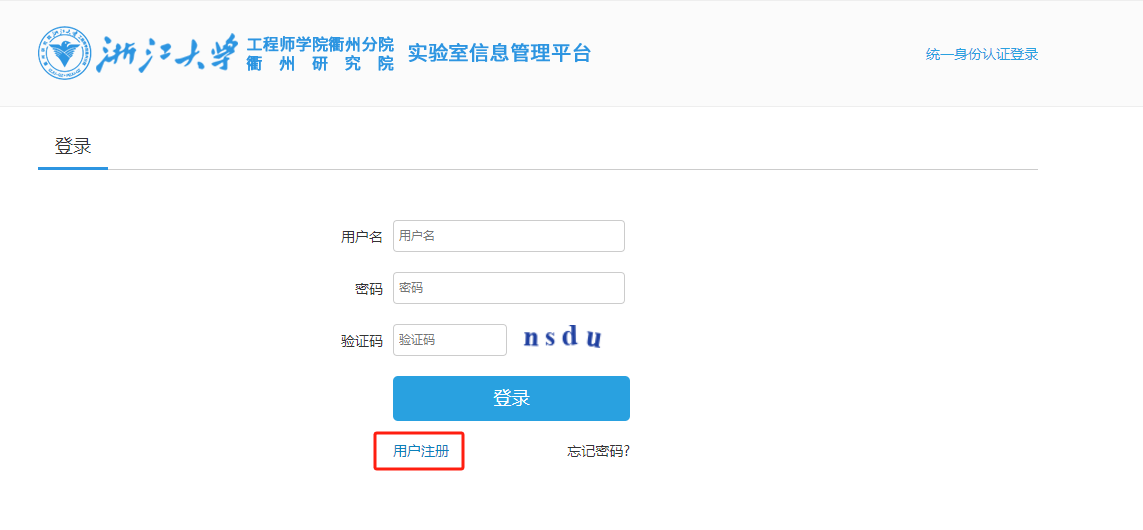 浙江大学 工程师学院衢州分院 实验室信息管理平台
衢州研究院
统一身份认证登录
登录
用户名 用户名
密码 密码
验证码 验证码 nsdu
登录
用户注册 忘记密码?